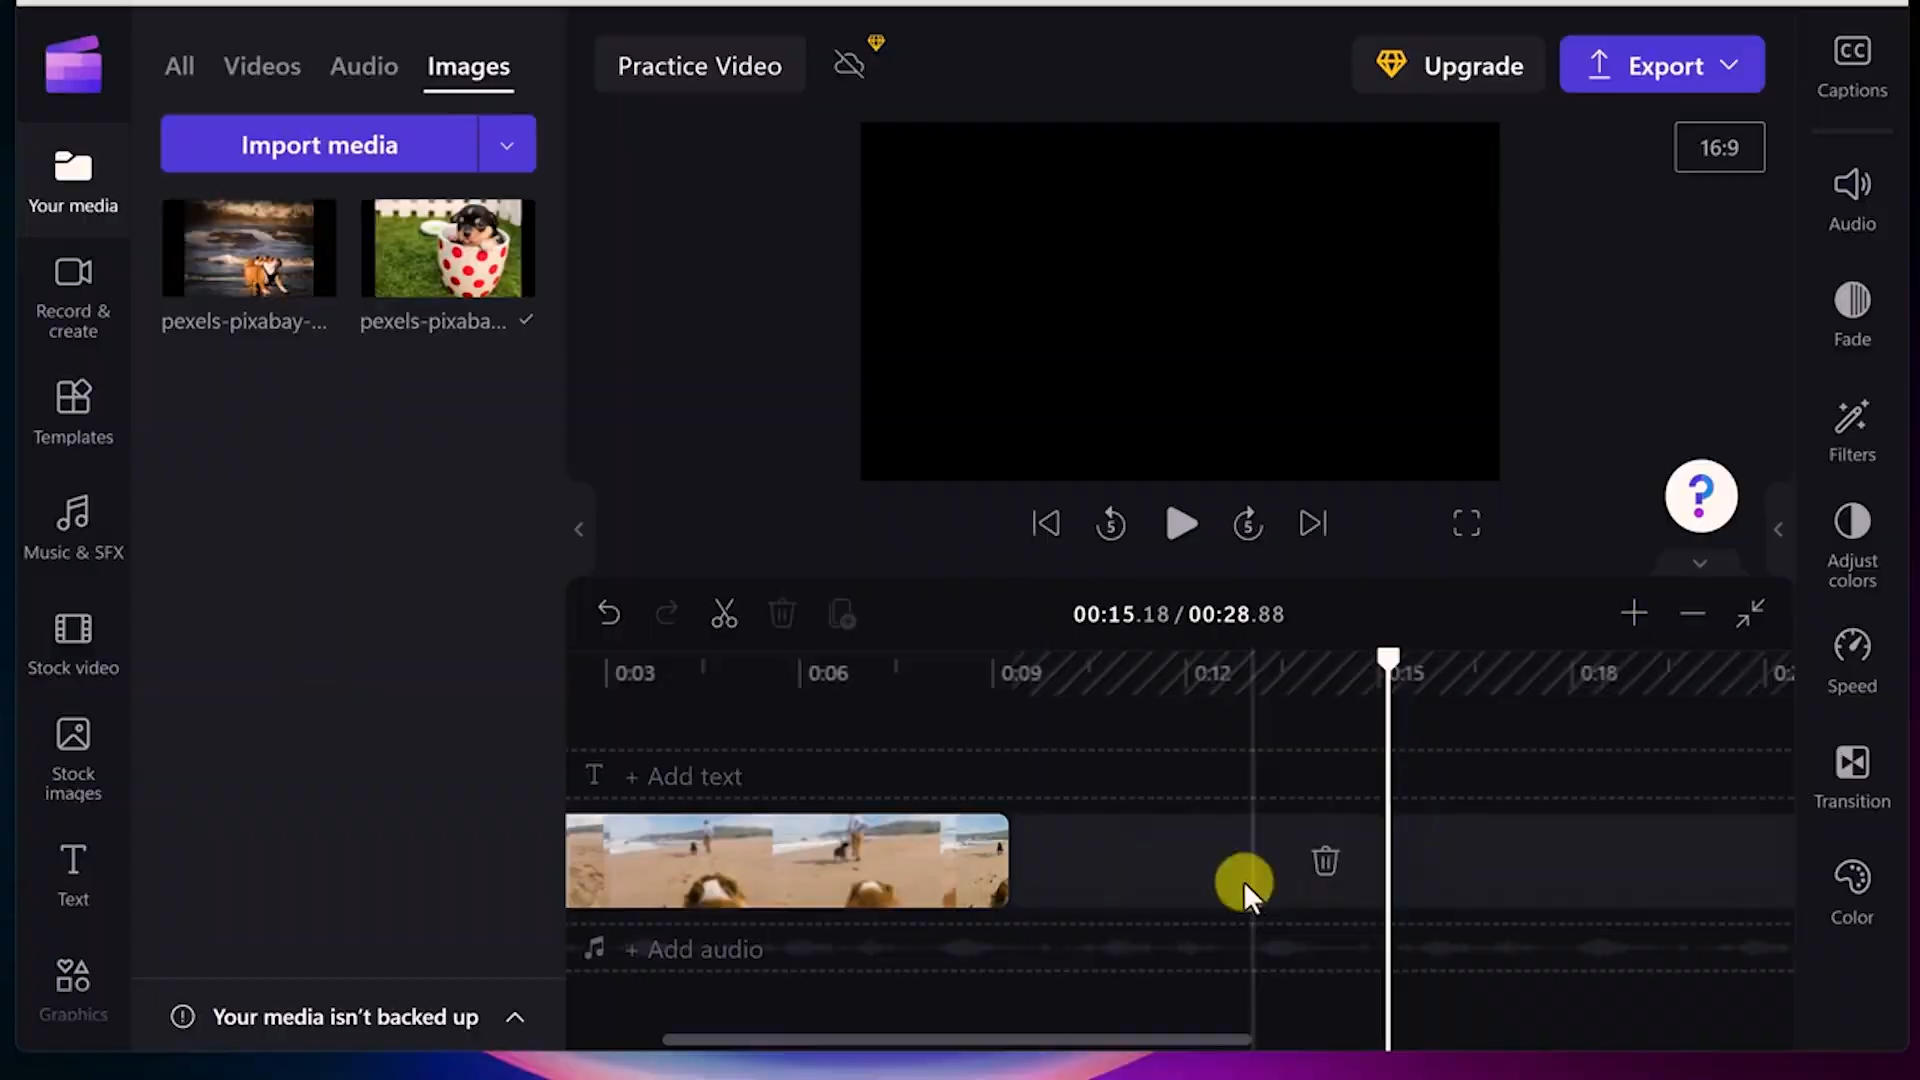 All Videos Audio Images
Import media
pexels-pixabay-...
pexels-pixaba...
Your media
Record &
create
Templates
Music & SFX
Stock video
Stock
images
Text
Graphics
Your media isn't backed up
Practice Video
Upgrade
Export
16:9
5
5
?
00:15.18 / 00:28.88
0:03 0:06 0:09 0:12 0:15 0:18
T + Add text
+ Add audio
CC
Captions
Audio
Fade
Filters
Adjust
colors
Speed
Transition
Color